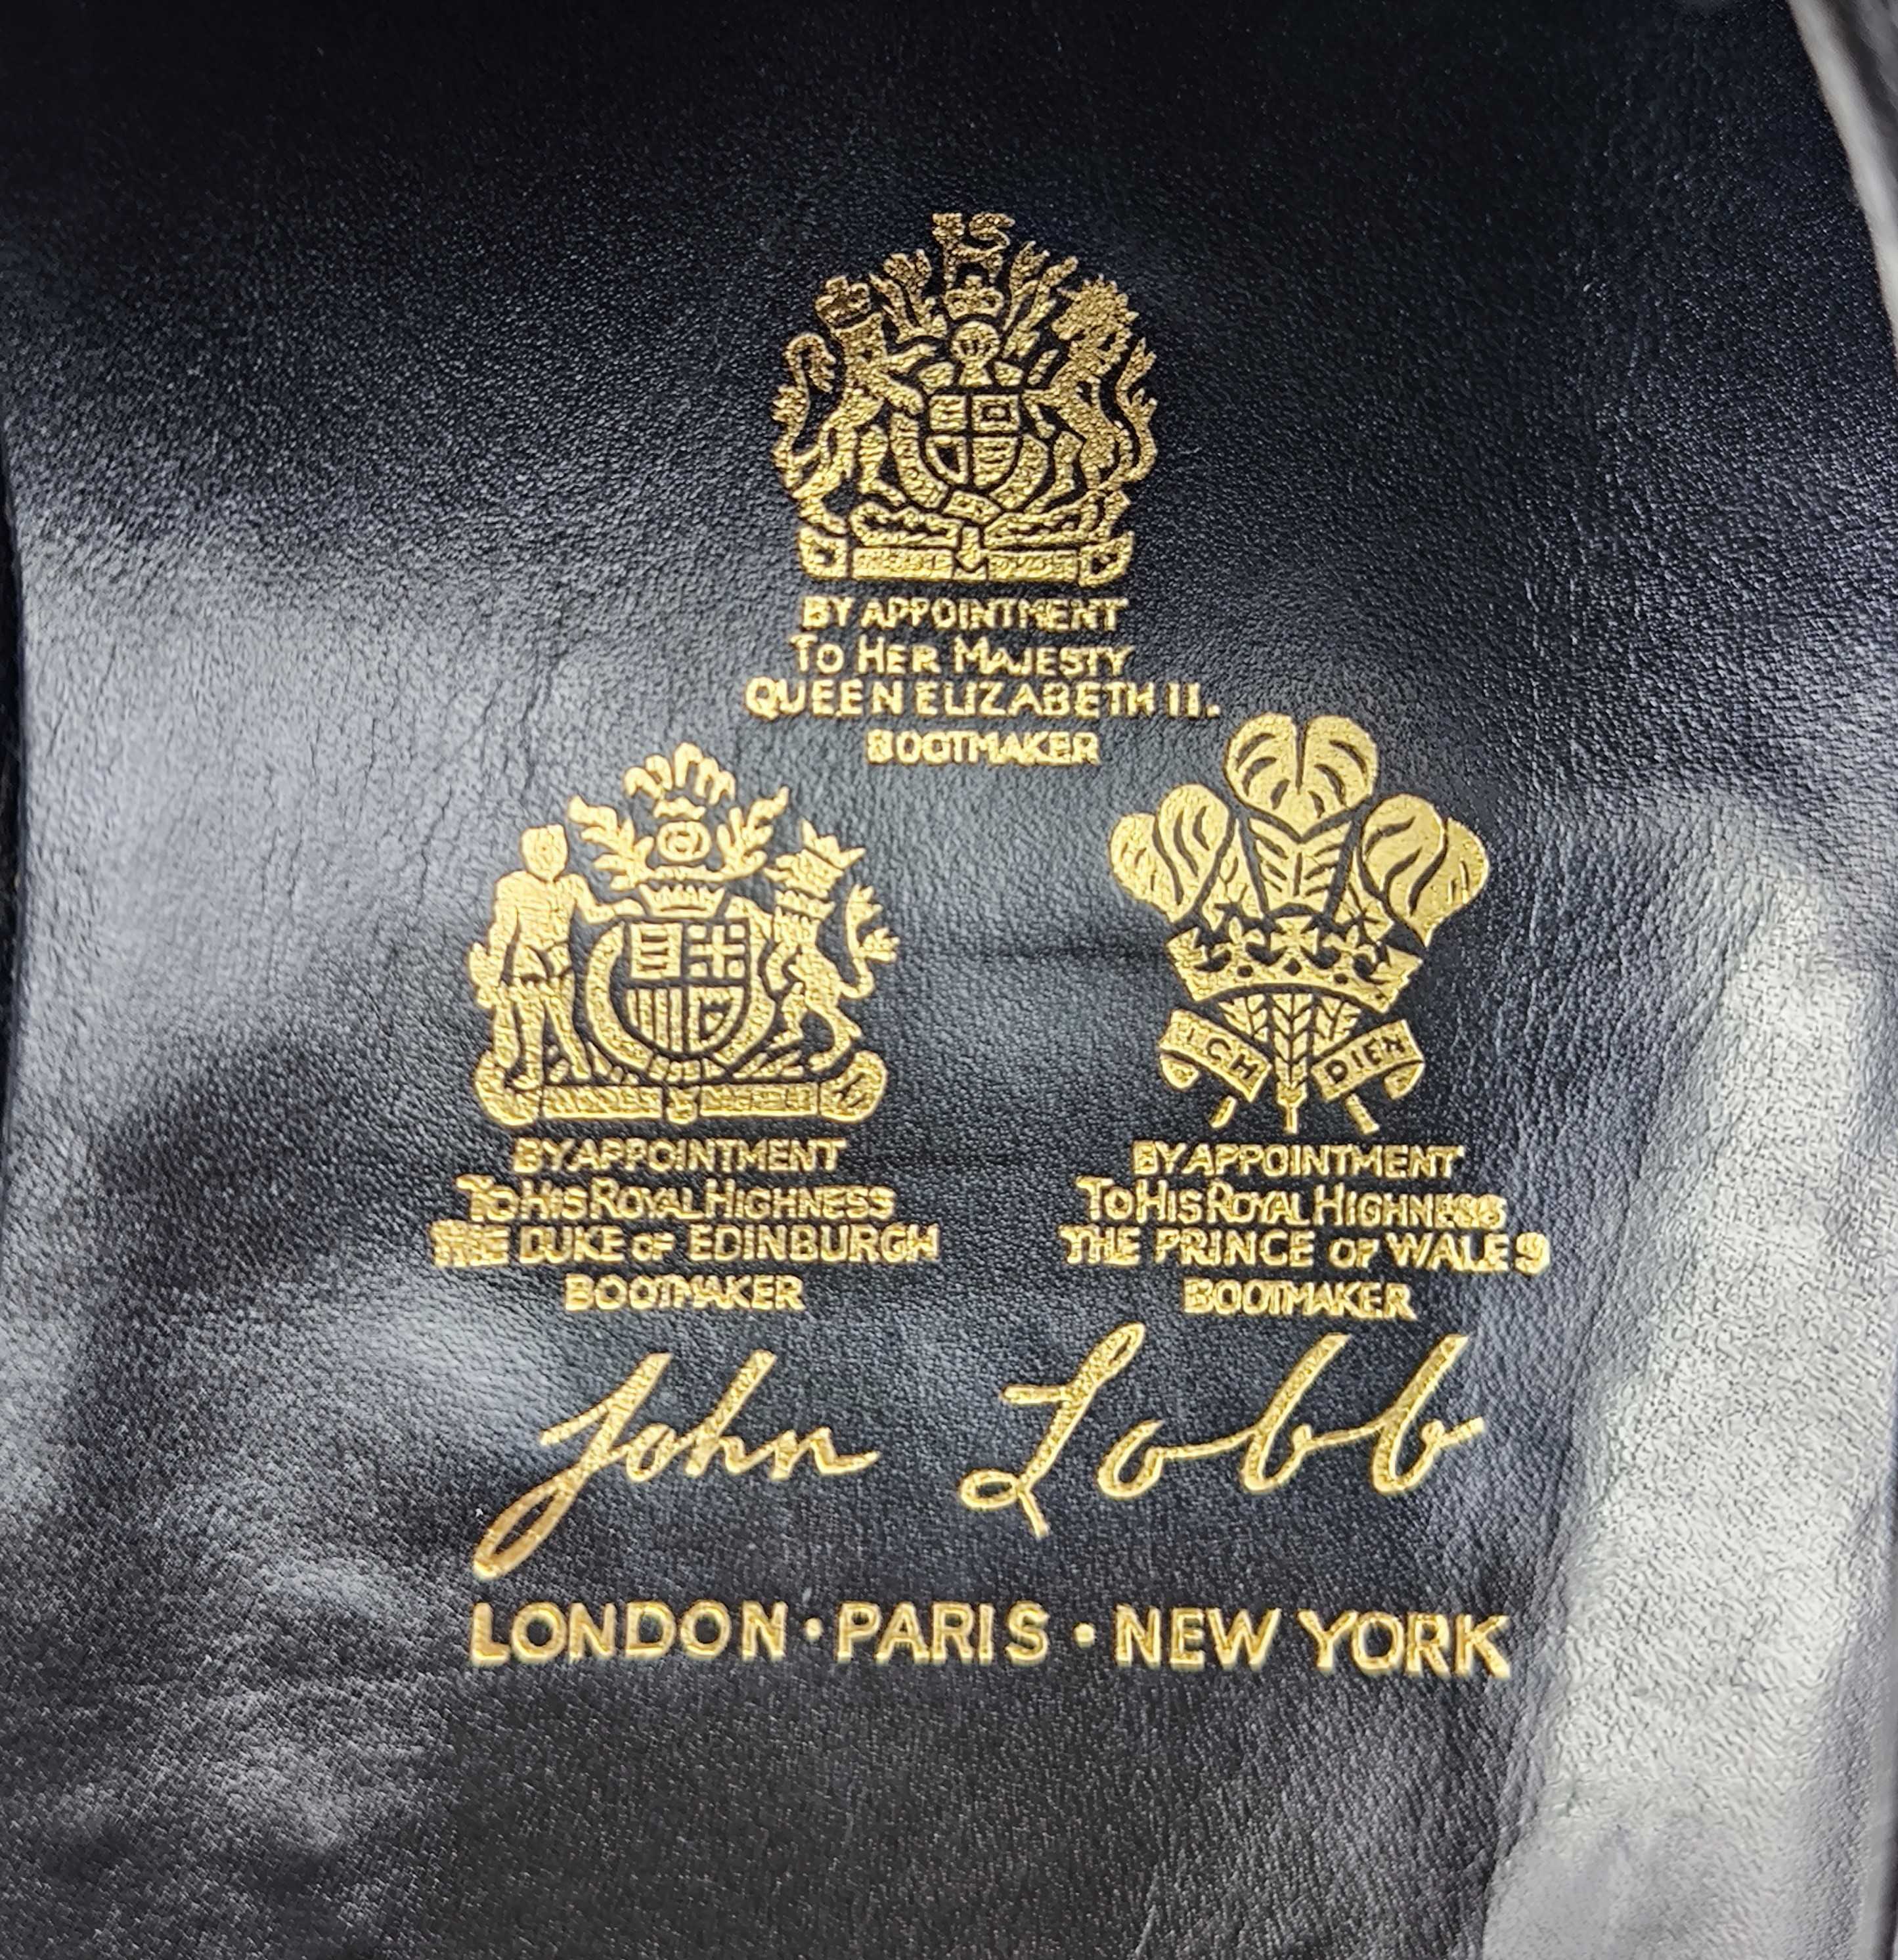 BY APPOINTMENT
TO HER MAJESTY
QUEEN ELIZABETH II.
BOOTMAKER
ICH DIEN
BY APPOINTMENT
TO HIS ROYAL HIGHNESS
THE DUKE OF EDINBURGH
BOOTMAKER
BY APPOINTMENT
TO HIS ROYAL HIGHNESS
THE PRINCE OF WALES
BOOTMAKER
John Lobb
LONDON · PARIS · NEW YORK